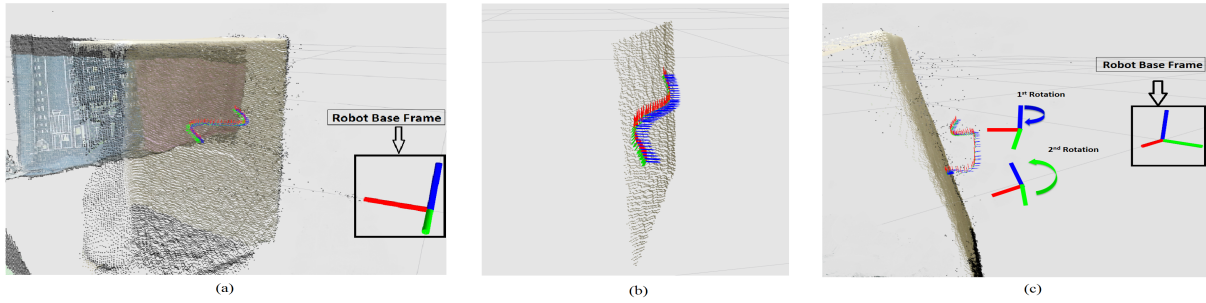 Robot Base Frame
(a)
(b)
Robot Base Frame
1st Rotation
2nd Rotation
(c)